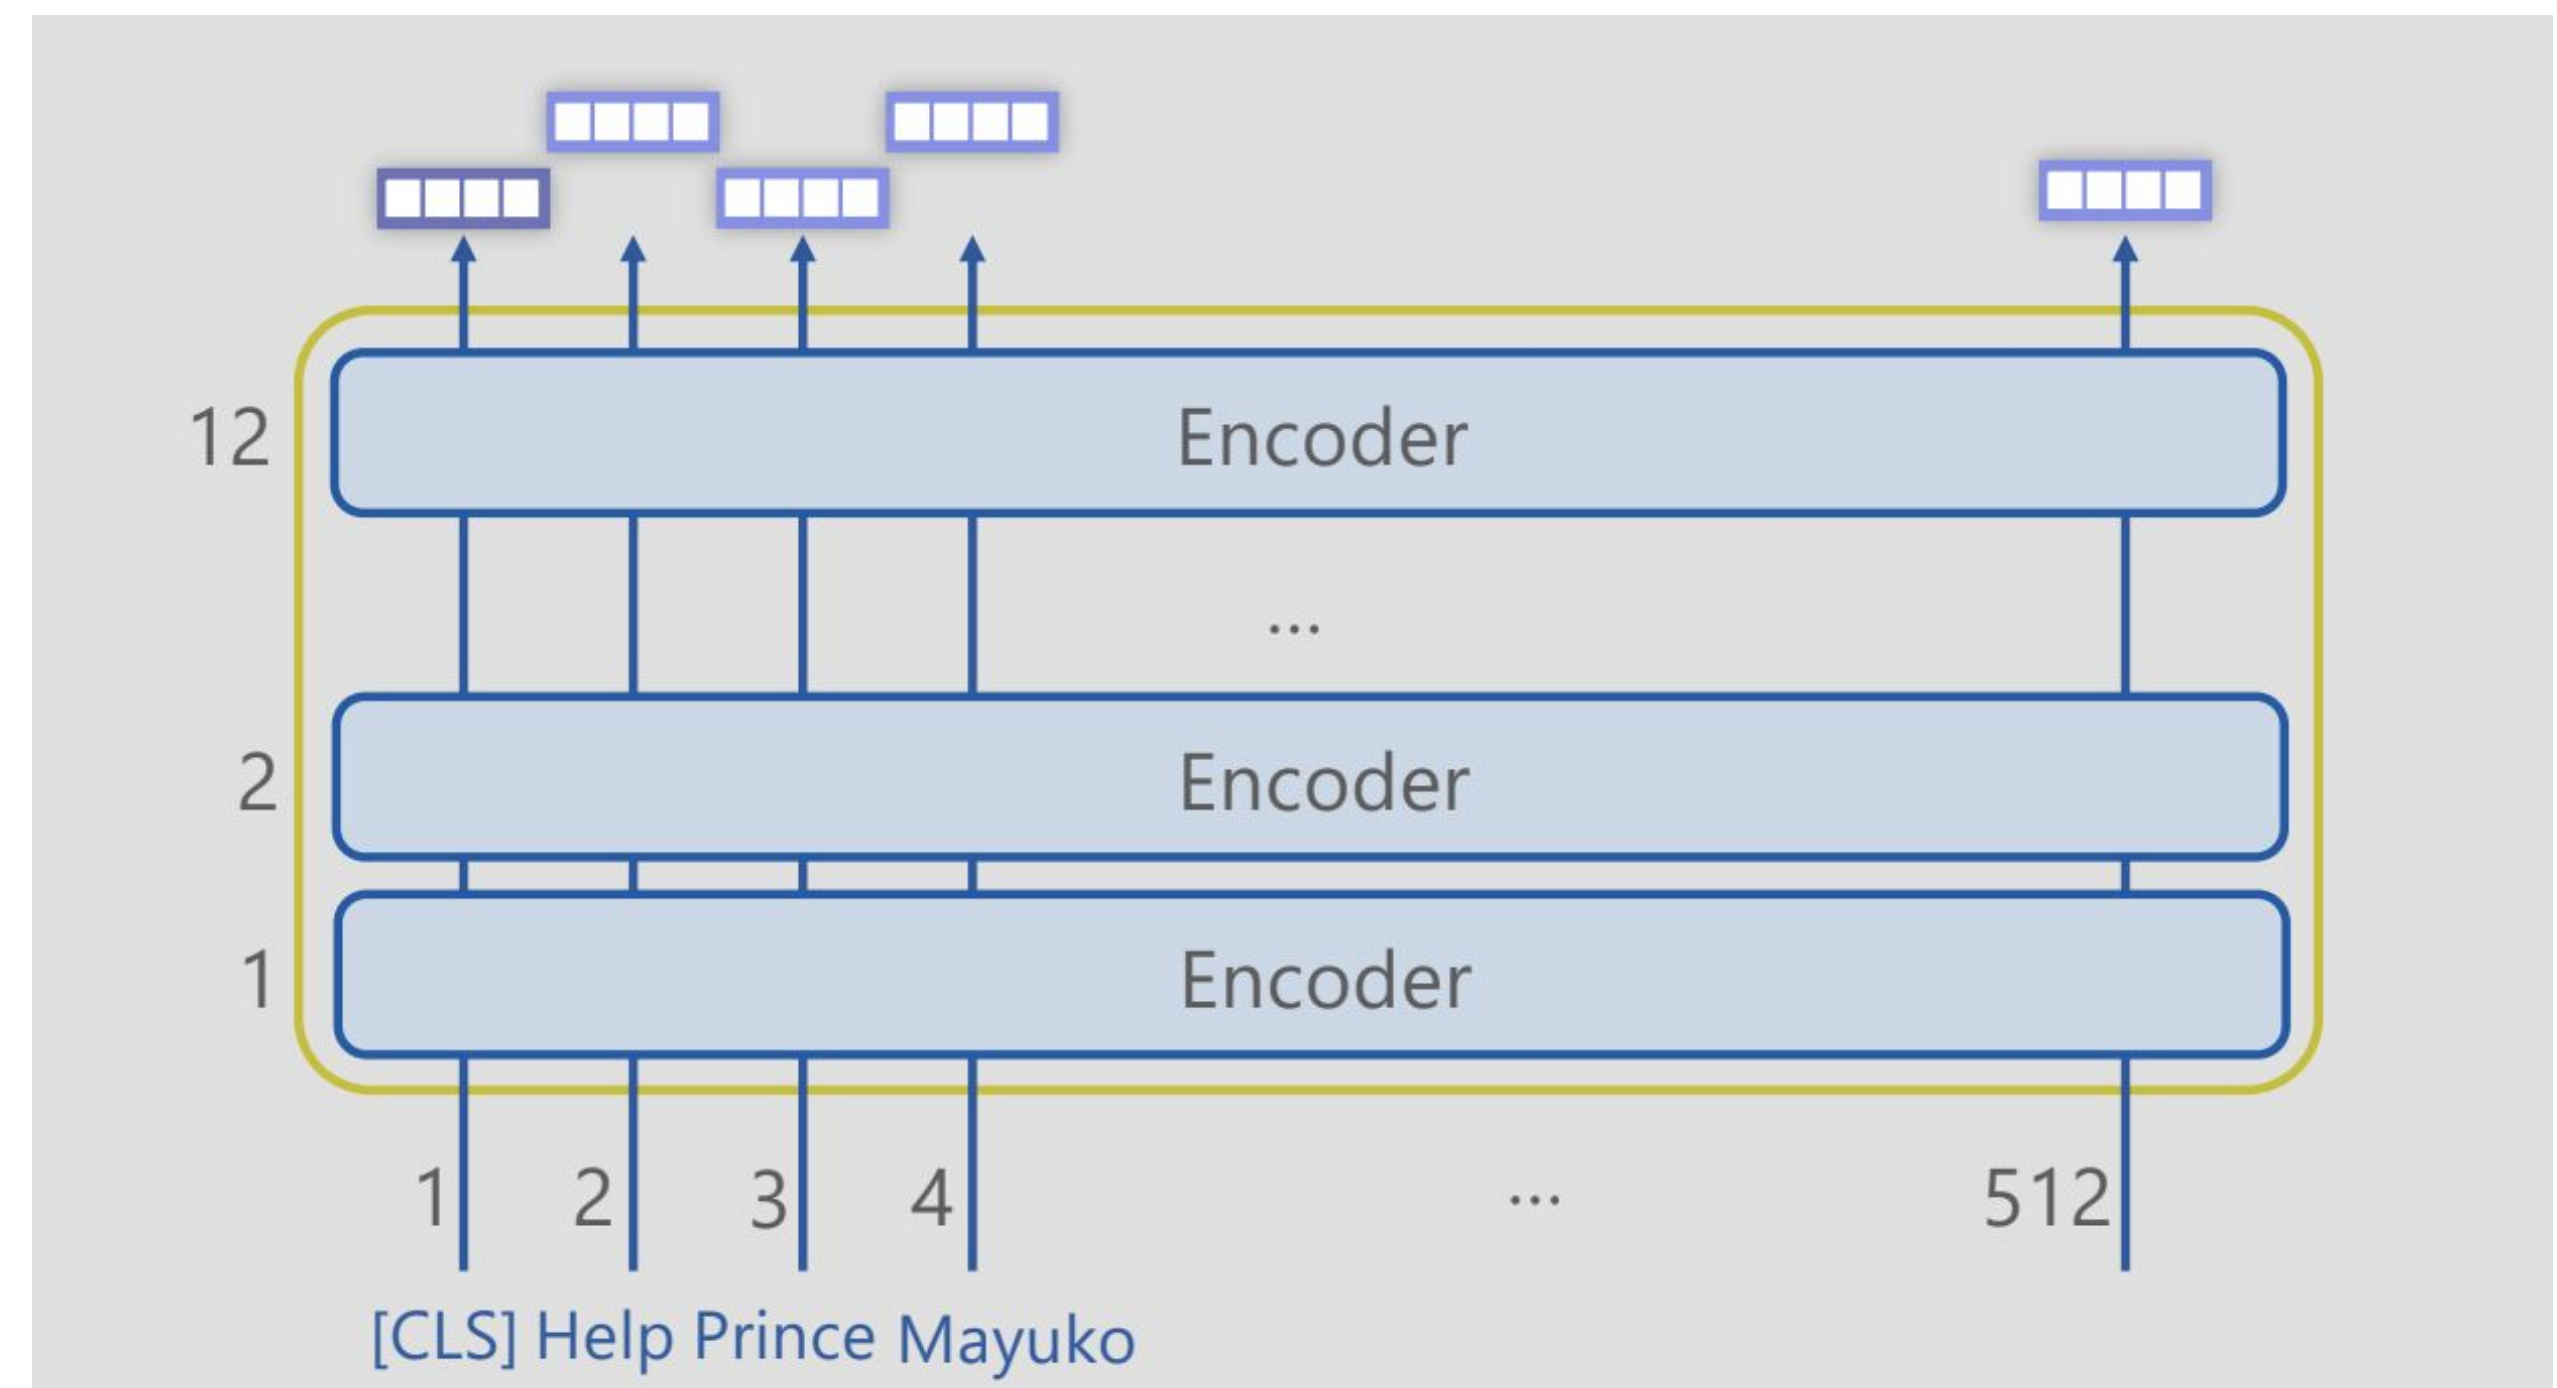 12 Encoder
...
2 Encoder
1 Encoder
1 2 3 4 ... 512
[CLS] Help Prince Mayuko